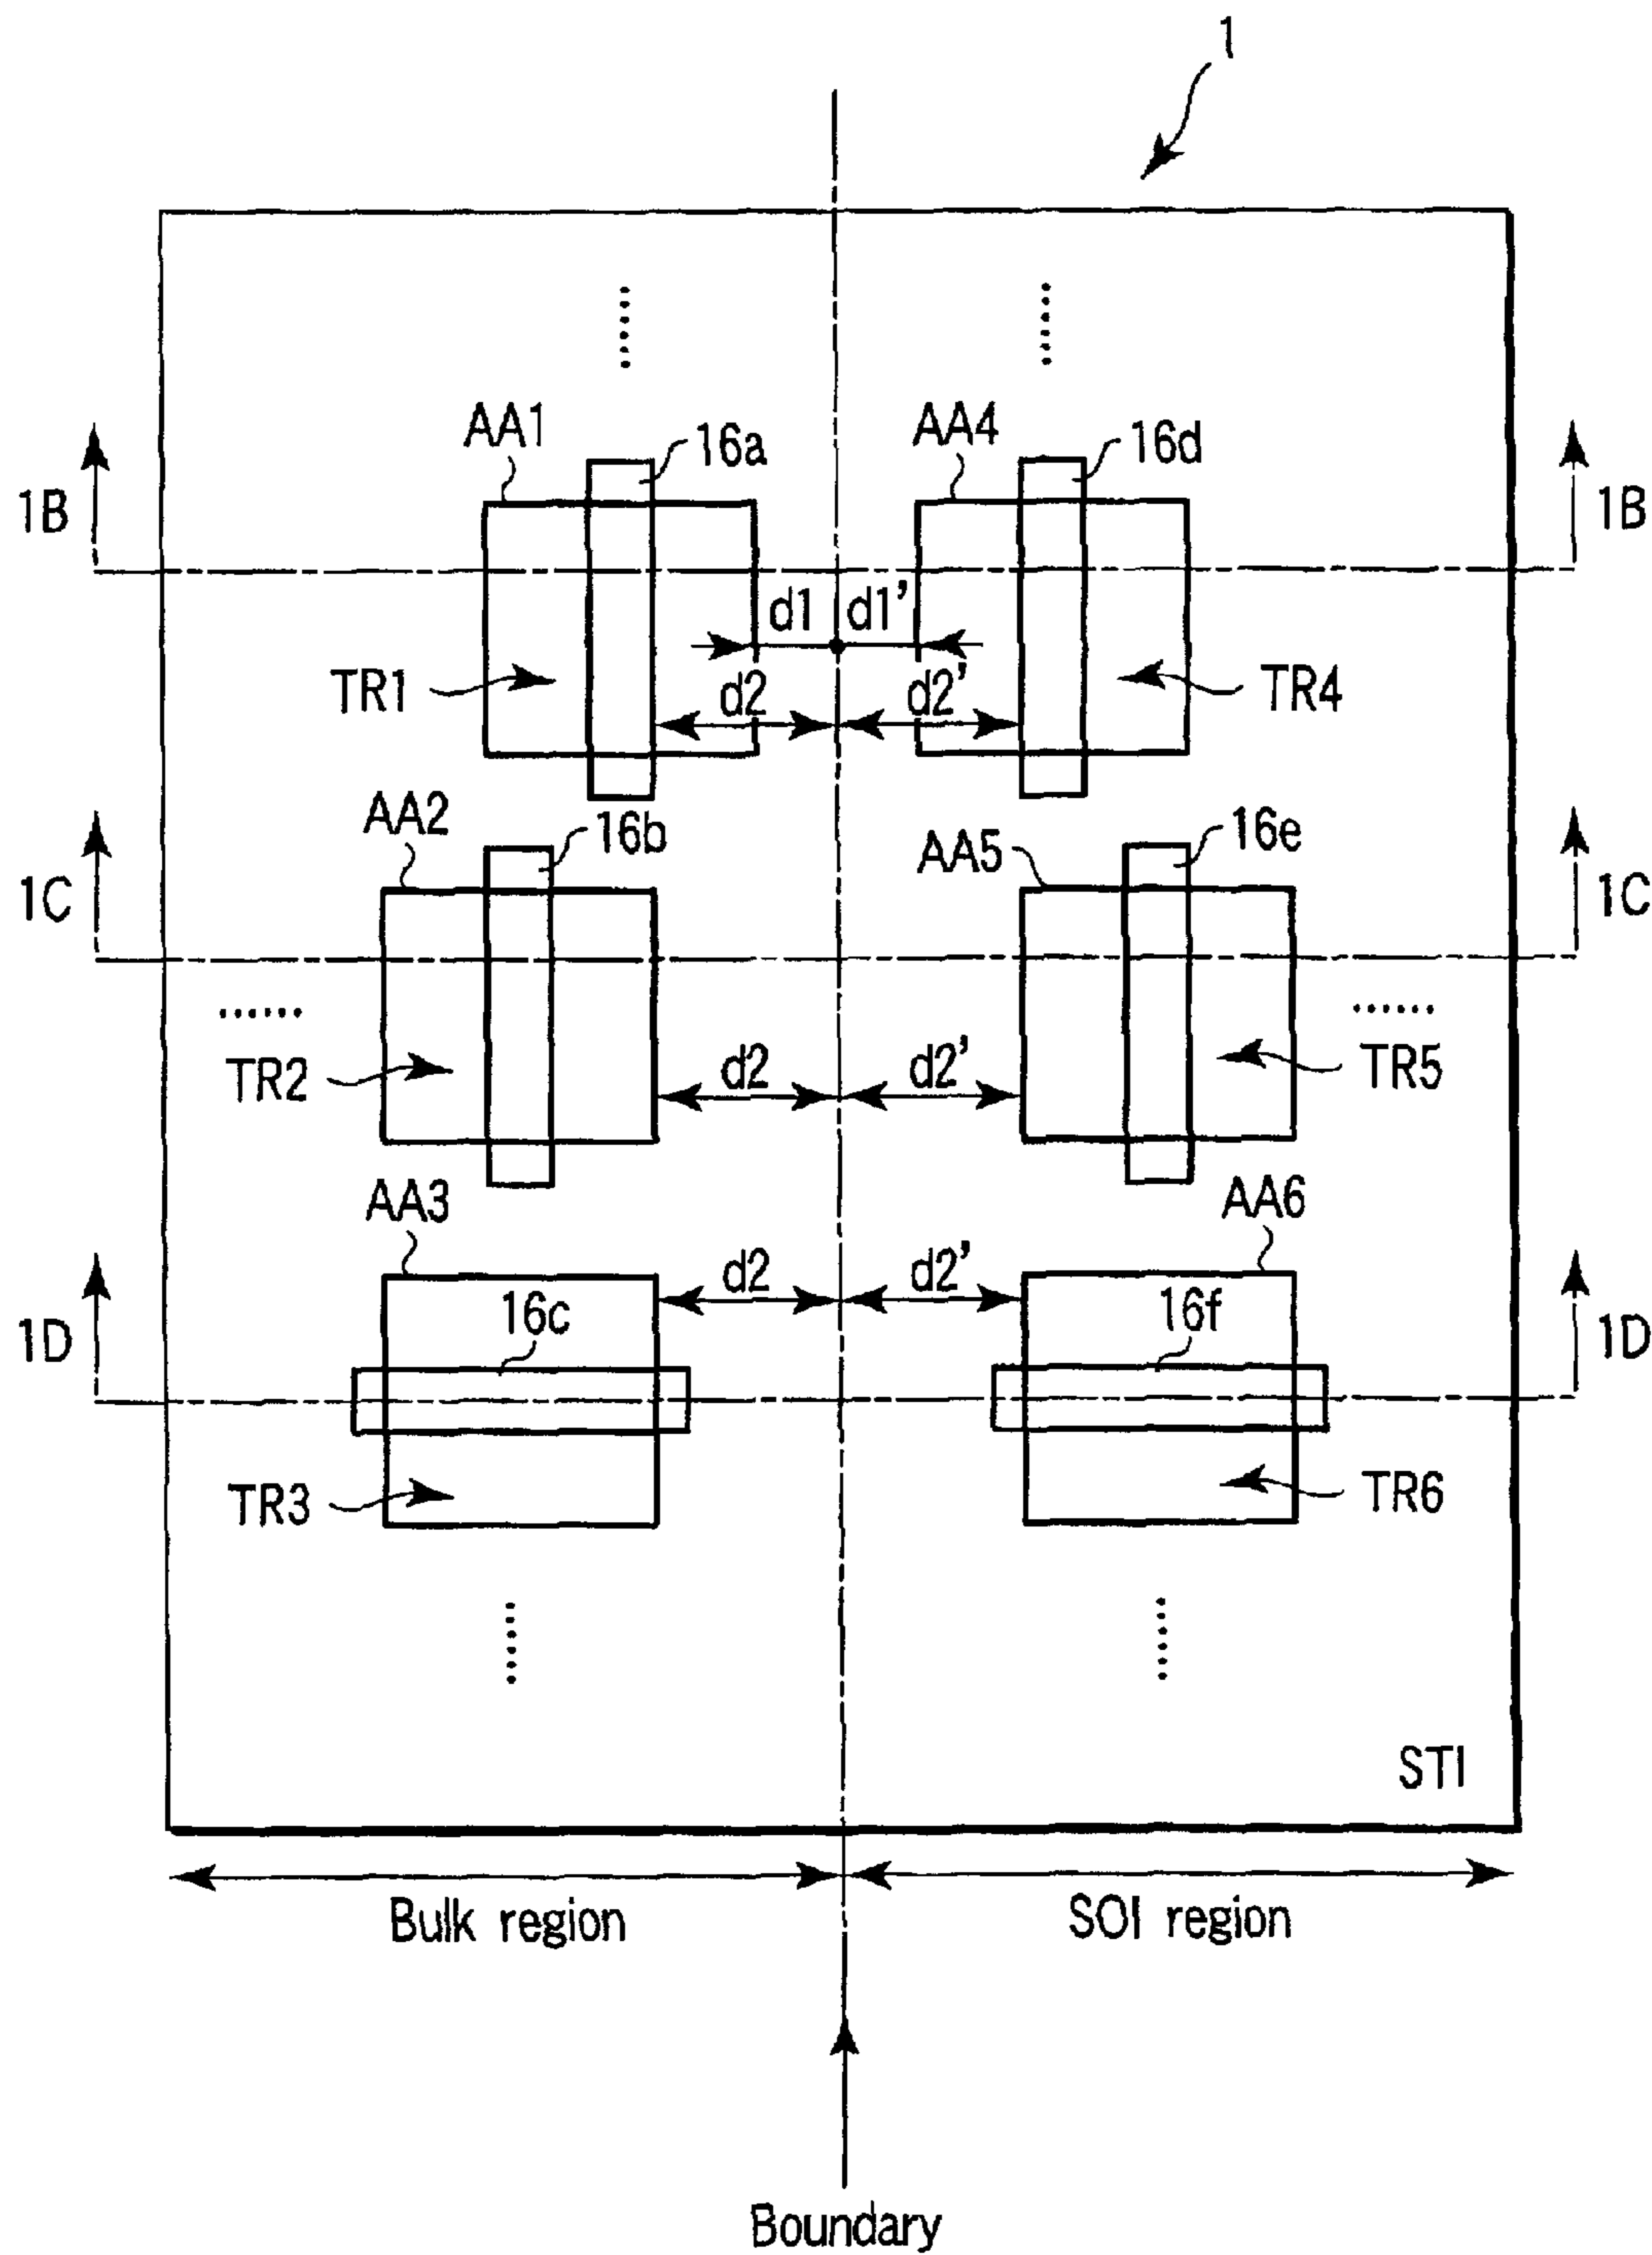 1
AA1
16a
AA4
16d
1B
1B
d1
d1'
TR1
d2
d2'
TR4
AA2
16b
AA5
16e
1C
1C
TR2
d2
d2'
TR5
AA3
AA6
d2
d2'
1D
16c
16f
1D
TR3
TR6
STI
Bulk region
SOI region
Boundary